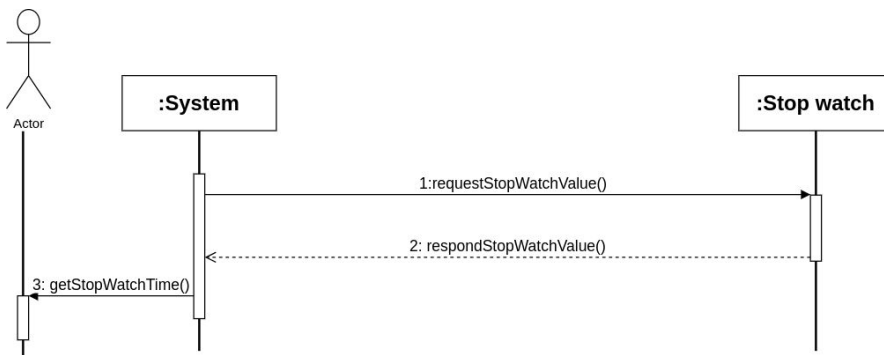 Actor
:System
:Stop watch
1:requestStopWatchValue()
2: respondStopWatchValue()
3: getStopWatchTime()